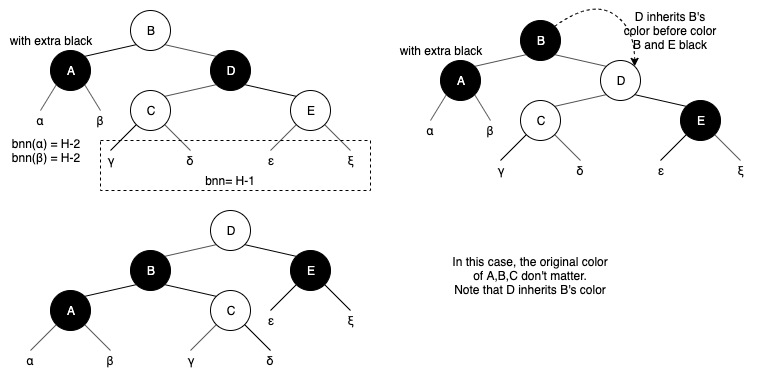 B
with extra black
A
D
C
E
α
β
bnn(α) = H-2
bnn(β) = H-2
γ
δ
ε
ξ
bnn= H-1
D inherits B's
color before color
B and E black
B
with extra black
A
D
C
E
α
β
γ
δ
ε
ξ
D
B
E
A
C
ε
ξ
α
β
γ
δ
In this case, the original color
of A,B,C don't matter.
Note that D inherits B's color